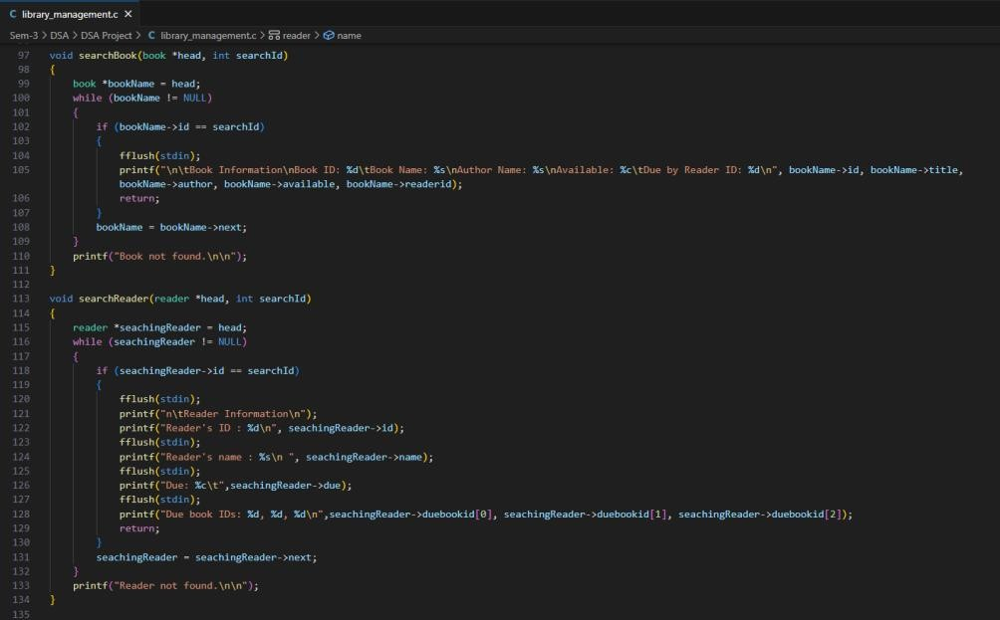 C library_management.c ×
Sem-3 > DSA > DSA Project > C library_management.c > reader > name
97 void searchBook(book *head, int searchId)
98 {
99     book *bookName = head;
100     while (bookName != NULL)
101     {
102         if (bookName->id == searchId)
103         {
104             fflush(stdin);
105             printf("\n\tBook Information\nBook ID: %d\tBook Name: %s\nAuthor Name: %s\nAvailable: %c\tDue by Reader ID: %d\n", bookName->id, bookName->title,
            bookName->author, bookName->available, bookName->readerid);
106             return;
107         }
108         bookName = bookName->next;
109     }
110     printf("Book not found.\n\n");
111 }
112
113 void searchReader(reader *head, int searchId)
114 {
115     reader *seachingReader = head;
116     while (seachingReader != NULL)
117     {
118         if (seachingReader->id == searchId)
119         {
120             fflush(stdin);
121             printf("n\tReader Information\n");
122             printf("Reader's ID : %d\n", seachingReader->id);
123             fflush(stdin);
124             printf("Reader's name : %s\n ", seachingReader->name);
125             fflush(stdin);
126             printf("Due: %c\t",seachingReader->due);
127             fflush(stdin);
128             printf("Due book IDs: %d, %d, %d\n",seachingReader->duebookid[0], seachingReader->duebookid[1], seachingReader->duebookid[2]);
129             return;
130         }
131         seachingReader = seachingReader->next;
132     }
133     printf("Reader not found.\n\n");
134 }
135